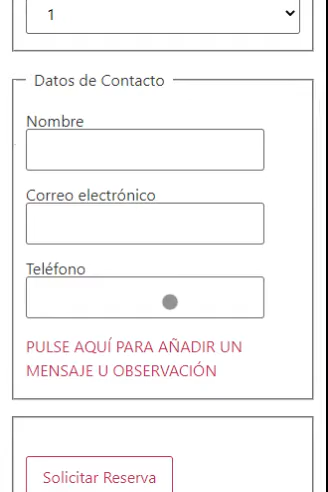 1
Datos de Contacto
Nombre
Correo electrónico
Teléfono
PULSE AQUÍ PARA AÑADIR UN
MENSAJE U OBSERVACIÓN
Solicitar Reserva